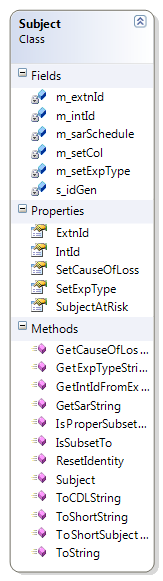 Subject
Class
Fields
m_extnId
m_intId
m_sarSchedule
m_setCol
m_setExpType
s_idGen
Properties
ExtnId
IntId
SetCauseOfLoss
SetExpType
SubjectAtRisk
Methods
GetCauseOfLos...
GetExpTypeStri...
GetIntIdFromEx...
GetSarString
IsProperSubset...
IsSubsetTo
ResetIdentity
Subject
ToCDLString
ToShortString
ToShortSubject...
ToString